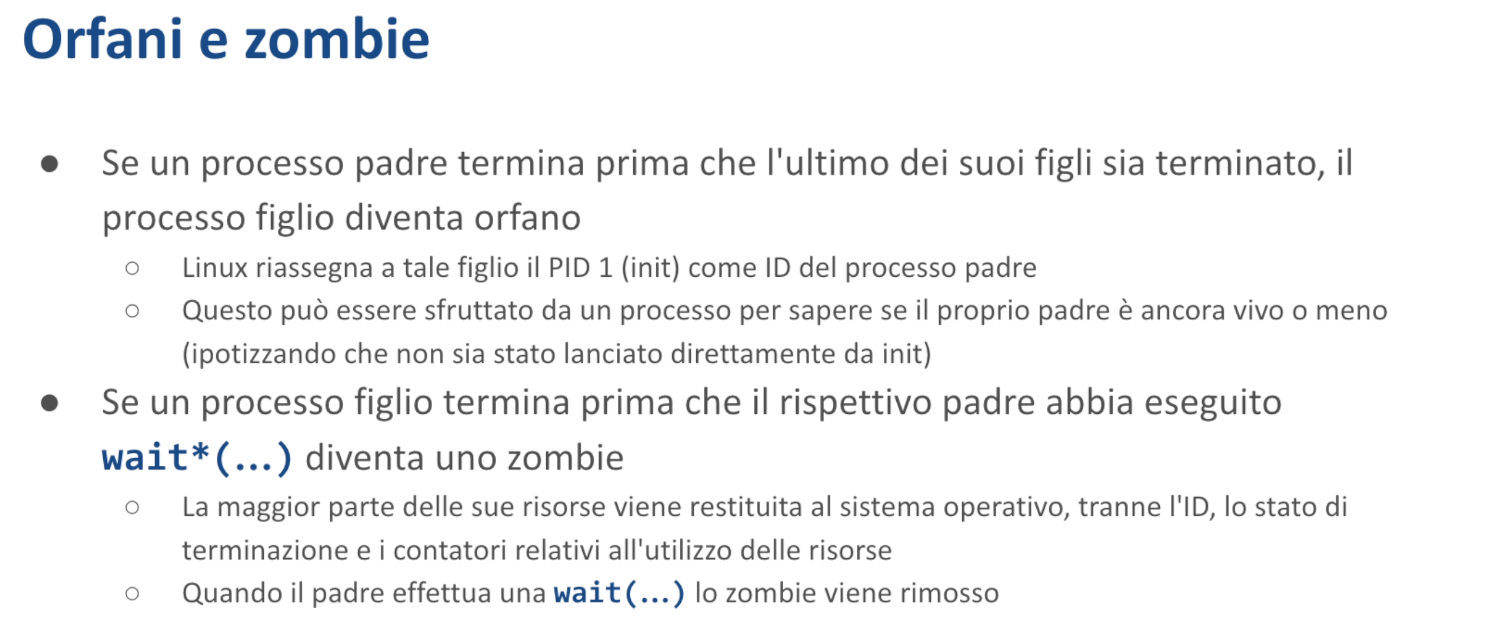 Orfani e zombie
● Se un processo padre termina prima che l'ultimo dei suoi figli sia terminato, il
processo figlio diventa orfano
○ Linux riassegna a tale figlio il PID 1 (init) come ID del processo padre
○ Questo può essere sfruttato da un processo per sapere se il proprio padre è ancora vivo o meno
(ipotizzando che non sia stato lanciato direttamente da init)
● Se un processo figlio termina prima che il rispettivo padre abbia eseguito
wait*(...) diventa uno zombie
○ La maggior parte delle sue risorse viene restituita al sistema operativo, tranne l'ID, lo stato di
terminazione e i contatori relativi all'utilizzo delle risorse
○ Quando il padre effettua una wait(...) lo zombie viene rimosso